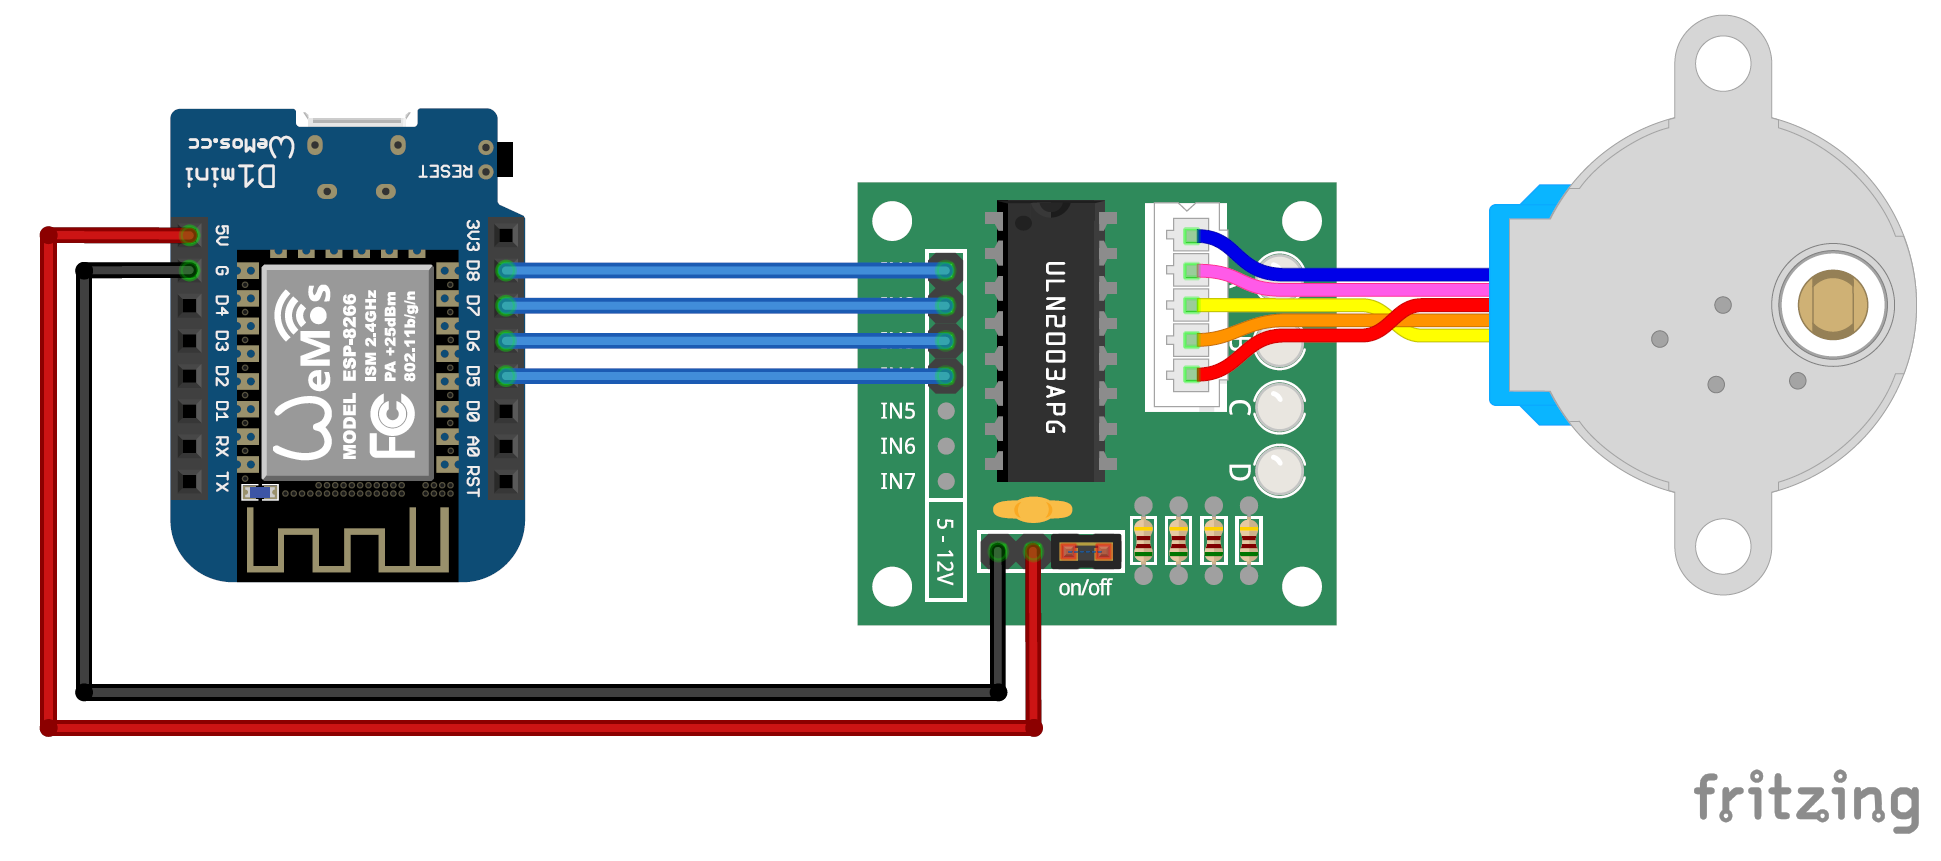 WeMos.cc
D1mini
RESET
5V
G
D4
D3
D2
D1
RX
TX
3V3
D8
D7
D6
D5
D0
A0
RST
WeMos
MODEL ESP-8266
ISM 2.4GHz
PA +25dBm
802.11b/g/n
FC
IN5
IN6
IN7
5 - 12V
ULN2003APG
B
C
D
on/off
fritzing